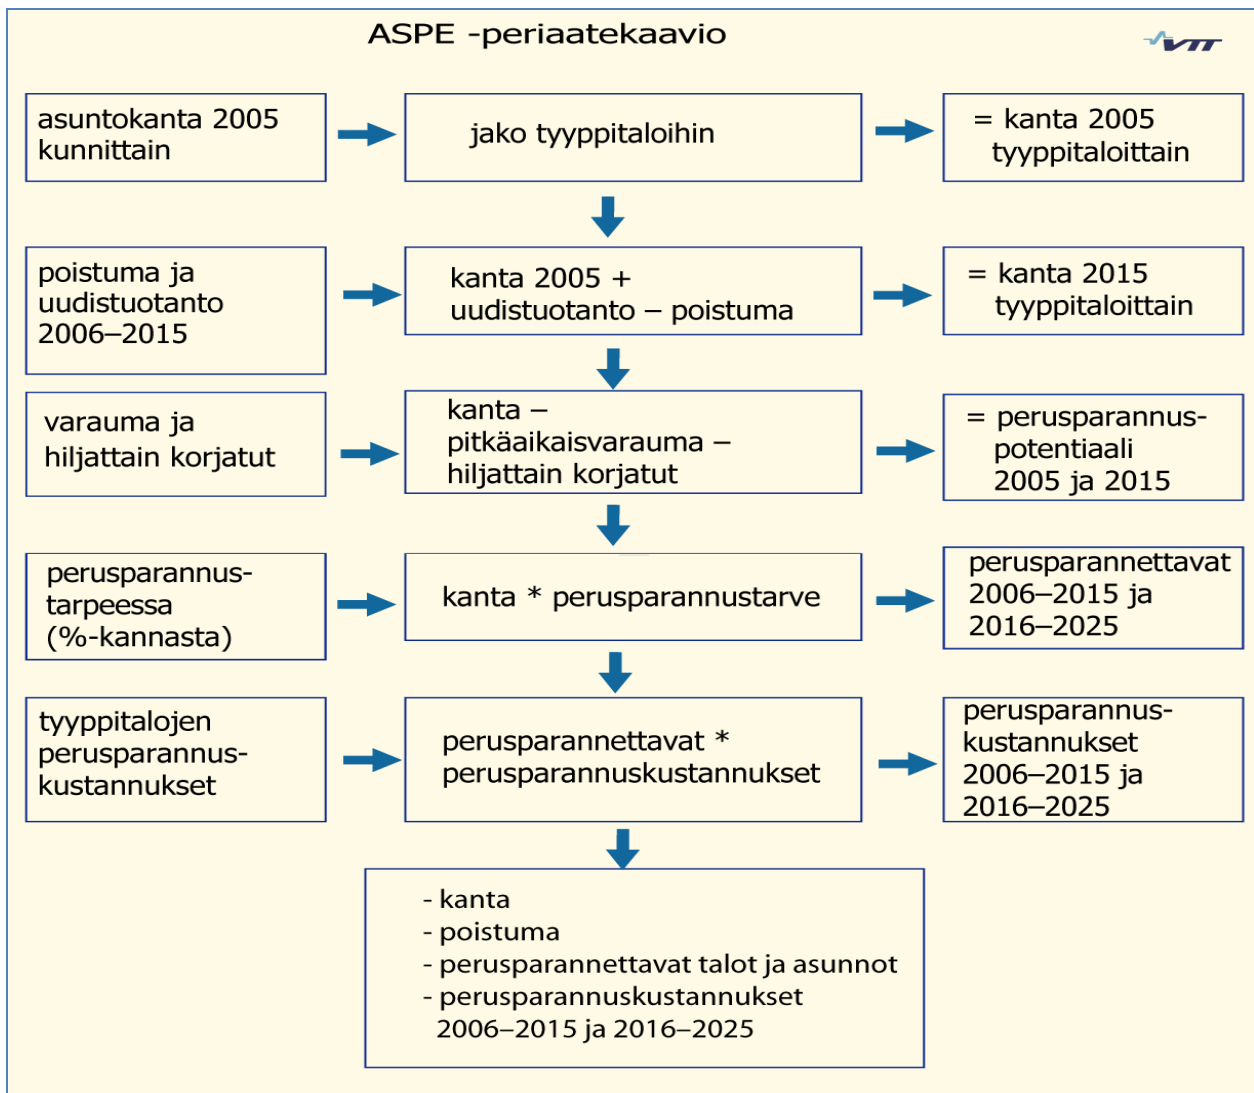 ASPE -periaatekaavio
VTT
asuntokanta 2005
kunnittain
jako tyyppitaloihin
= kanta 2005
tyyppitaloittain
poistuma ja
uudistuotanto
2006–2015
kanta 2005 +
uudistuotanto – poistuma
= kanta 2015
tyyppitaloittain
varauma ja
hiljattain korjatut
kanta –
pitkäaikaisvarauma –
hiljattain korjatut
= perusparannus-
potentiaali
2005 ja 2015
perusparannus-
tarpeessa
(%-kannasta)
kanta * perusparannustarve
perusparannettavat
2006–2015 ja
2016–2025
tyyppitalojen
perusparannus-
kustannukset
perusparannettavat *
perusparannuskustannukset
perusparannus-
kustannukset
2006–2015 ja
2016–2025
- kanta
- poistuma
- perusparannettavat talot ja asunnot
- perusparannuskustannukset
2006–2015 ja 2016–2025